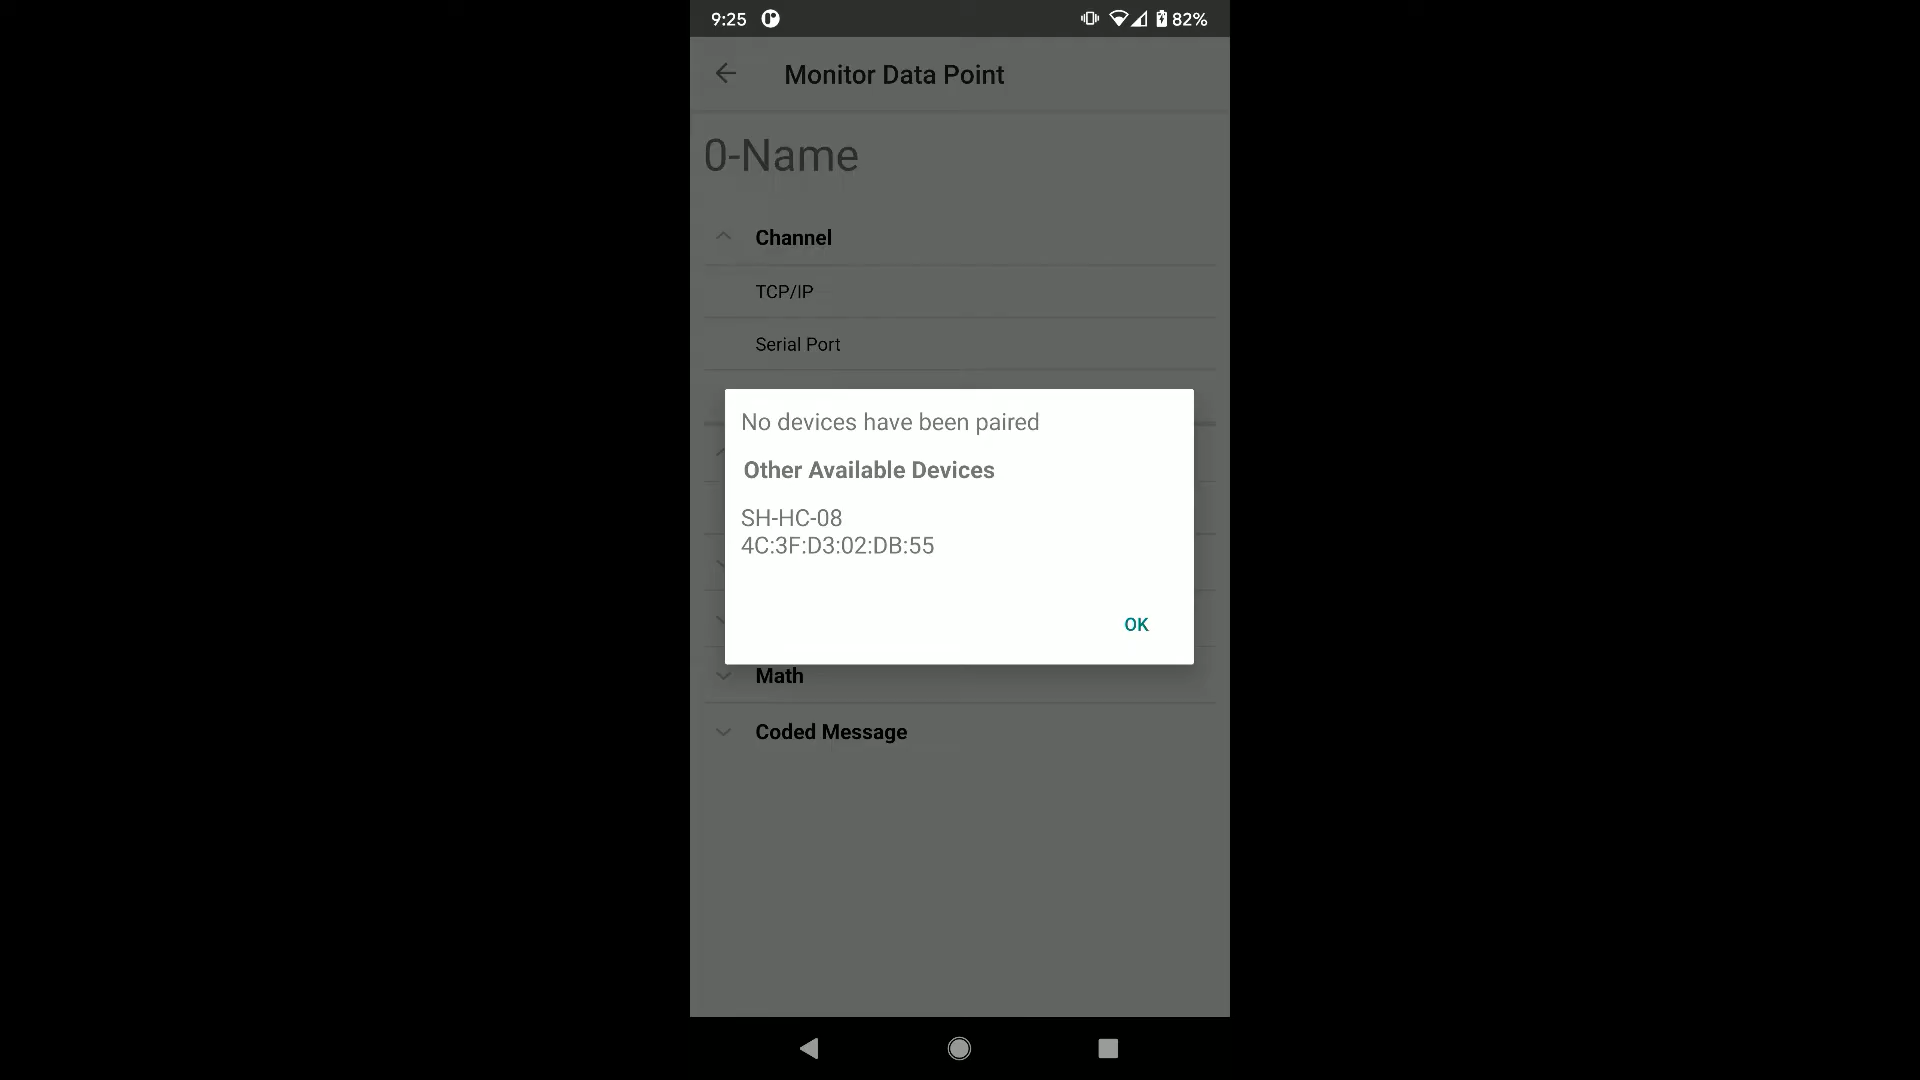 9:25
82%
Monitor Data Point
0-Name
Channel
TCP/IP
Serial Port
No devices have been paired
Other Available Devices
SH-HC-08
4C:3F:D3:02:DB:55
OK
Math
Coded Message